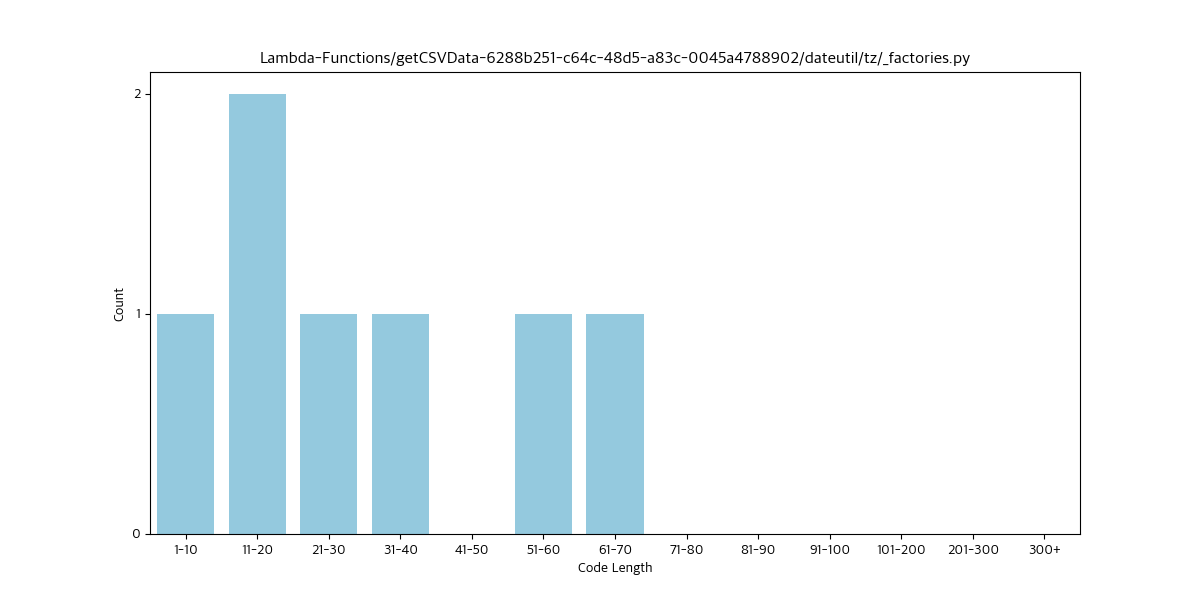 Lambda-Functions/getCSVData-6288b251-c64c-48d5-a83c-0045a4788902/dateutil/tz/_factories.py
2
1
0
Count
1-10 11-20 21-30 31-40 41-50 51-60 61-70 71-80 81-90 91-100 101-200 201-300 300+
Code Length